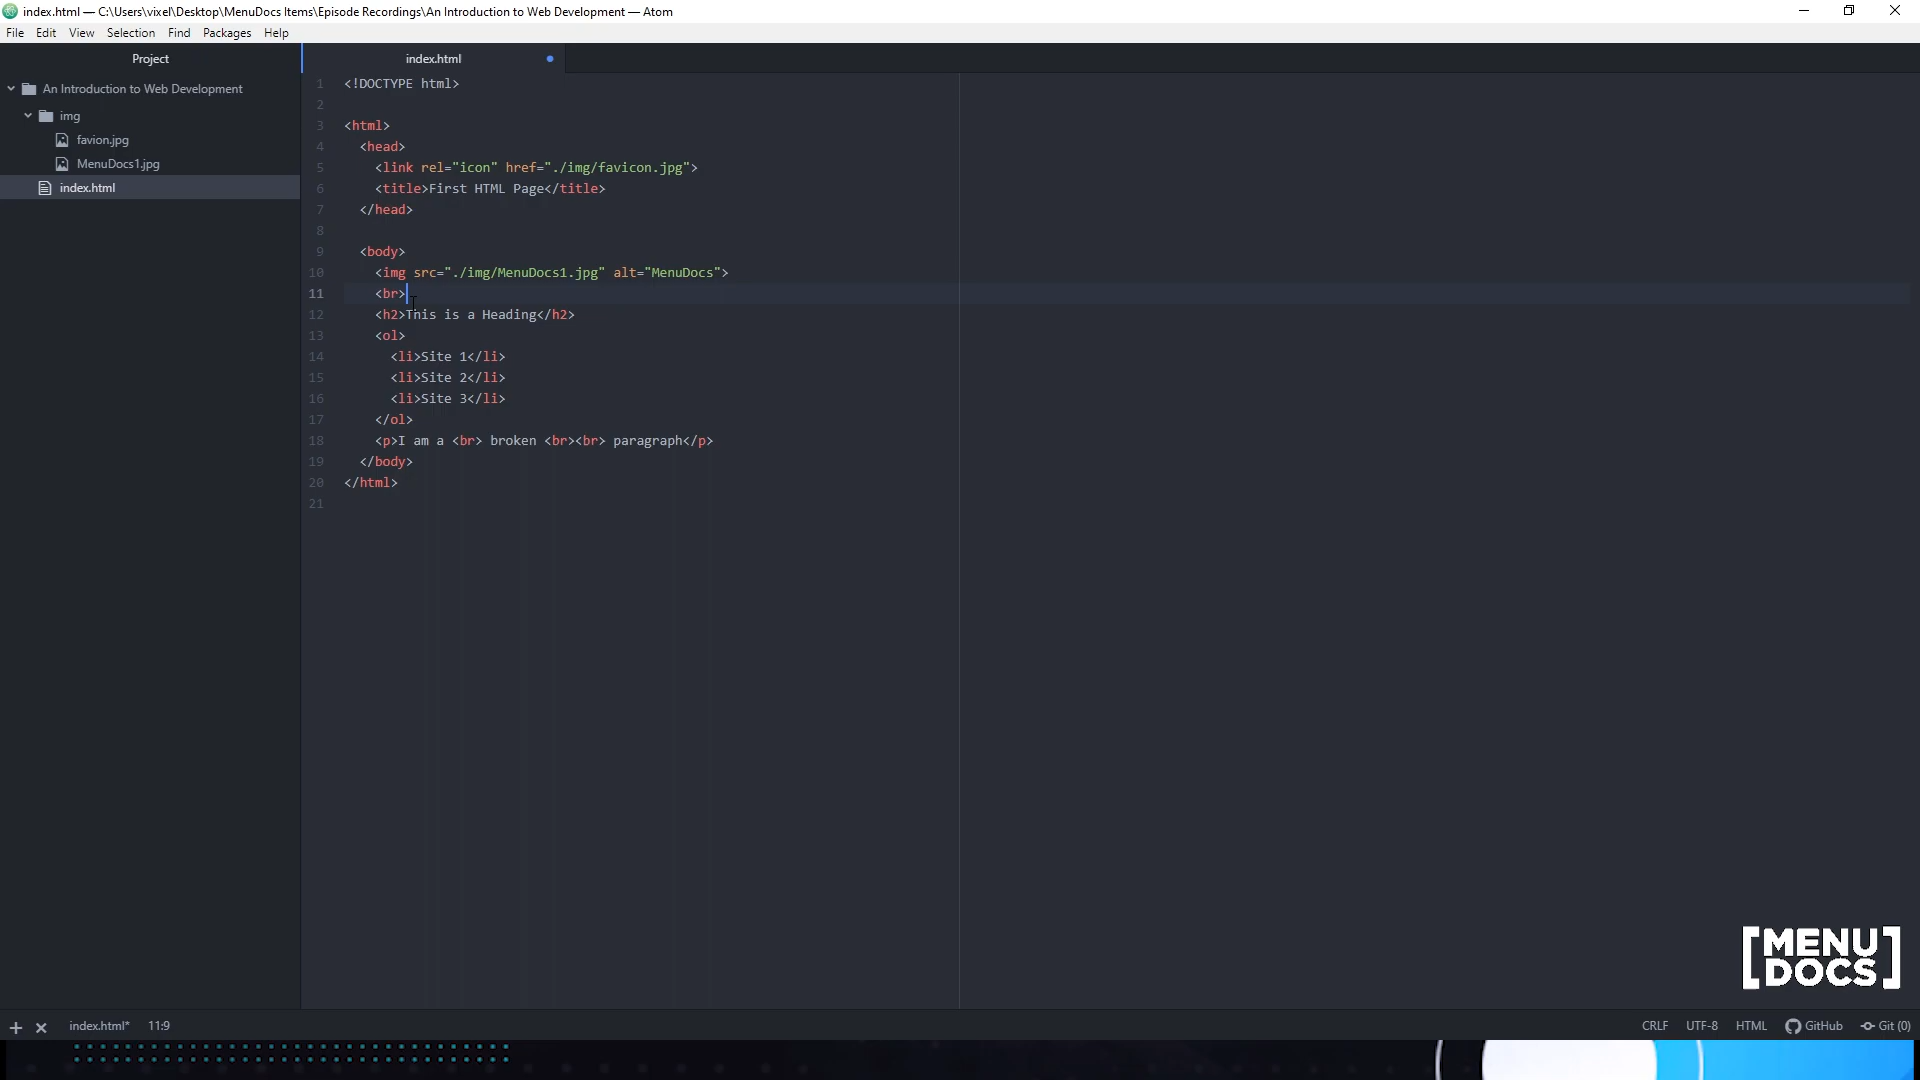 index.html — C:\Users\vixel\Desktop\MenuDocs Items\Episode Recordings\An Introduction to Web Development — Atom
File Edit View Selection Find Packages Help
Project
An Introduction to Web Development
img
favion.jpg
MenuDocs1.jpg
index.html
index.html
1 <!DOCTYPE html>
2
3 <html>
4 <head>
5 <link rel="icon" href="./img/favicon.jpg">
6 <title>First HTML Page</title>
7 </head>
8
9 <body>
10 <img src="./img/MenuDocs1.jpg" alt="MenuDocs">
11 <br>
12 <h2>This is a Heading</h2>
13 <ol>
14 <li>Site 1</li>
15 <li>Site 2</li>
16 <li>Site 3</li>
17 </ol>
18 <p>I am a <br> broken <br><br> paragraph</p>
19 </body>
20 </html>
21
[MENU
DOCS]
index.html* 11:9 CRLF UTF-8 HTML GitHub Git (0)